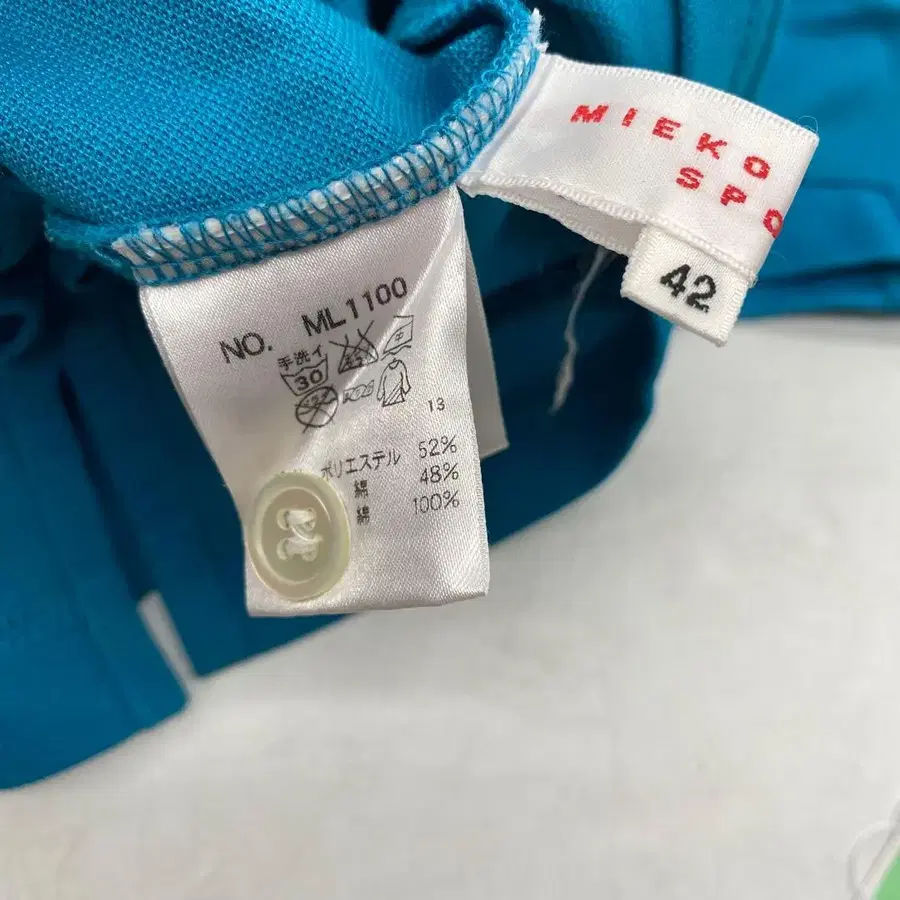 MIEKO
SPO
42
NO. ML1100
手洗イ
30
中
13
ポリエステル 52%
綿 48%
綿 100%